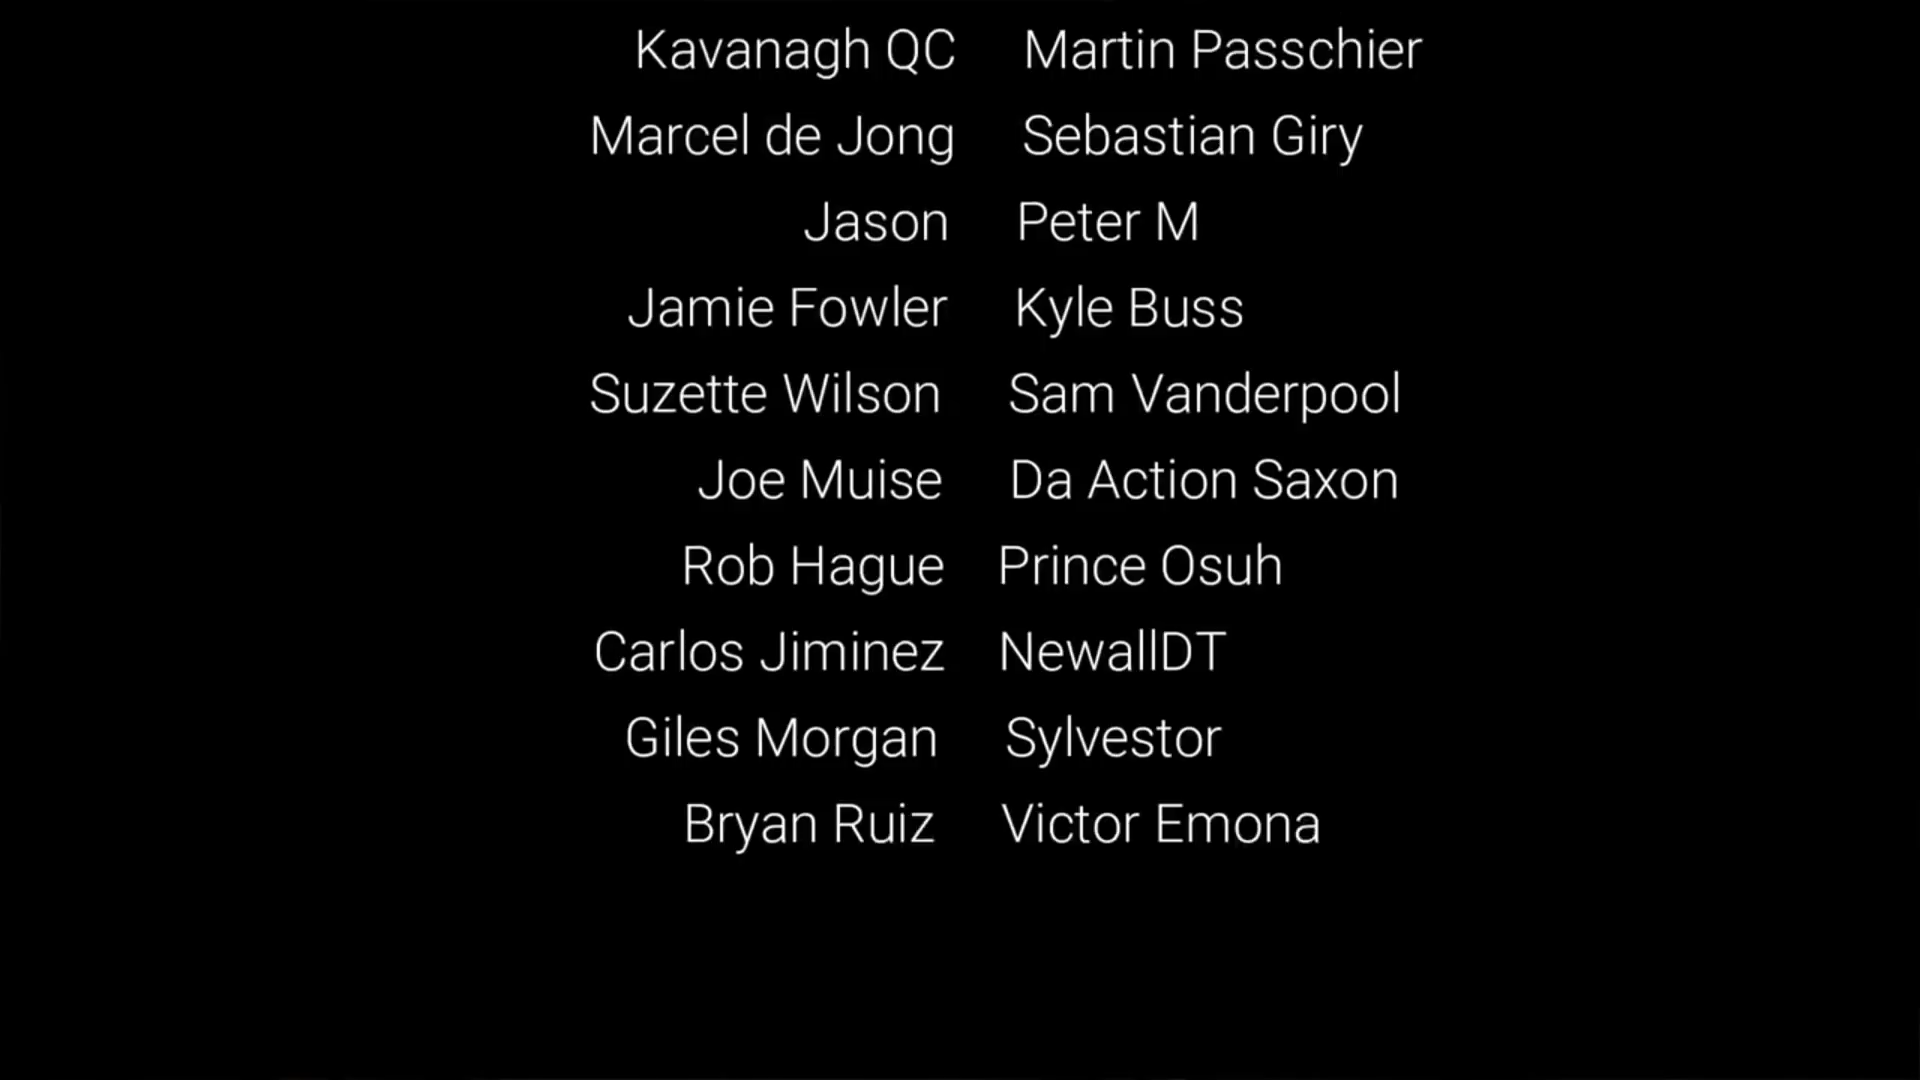 Kavanagh QC Martin Passchier
Marcel de Jong Sebastian Giry
Jason Peter M
Jamie Fowler Kyle Buss
Suzette Wilson Sam Vanderpool
Joe Muise Da Action Saxon
Rob Hague Prince Osuh
Carlos Jiminez NewallDT
Giles Morgan Sylvestor
Bryan Ruiz Victor Emona